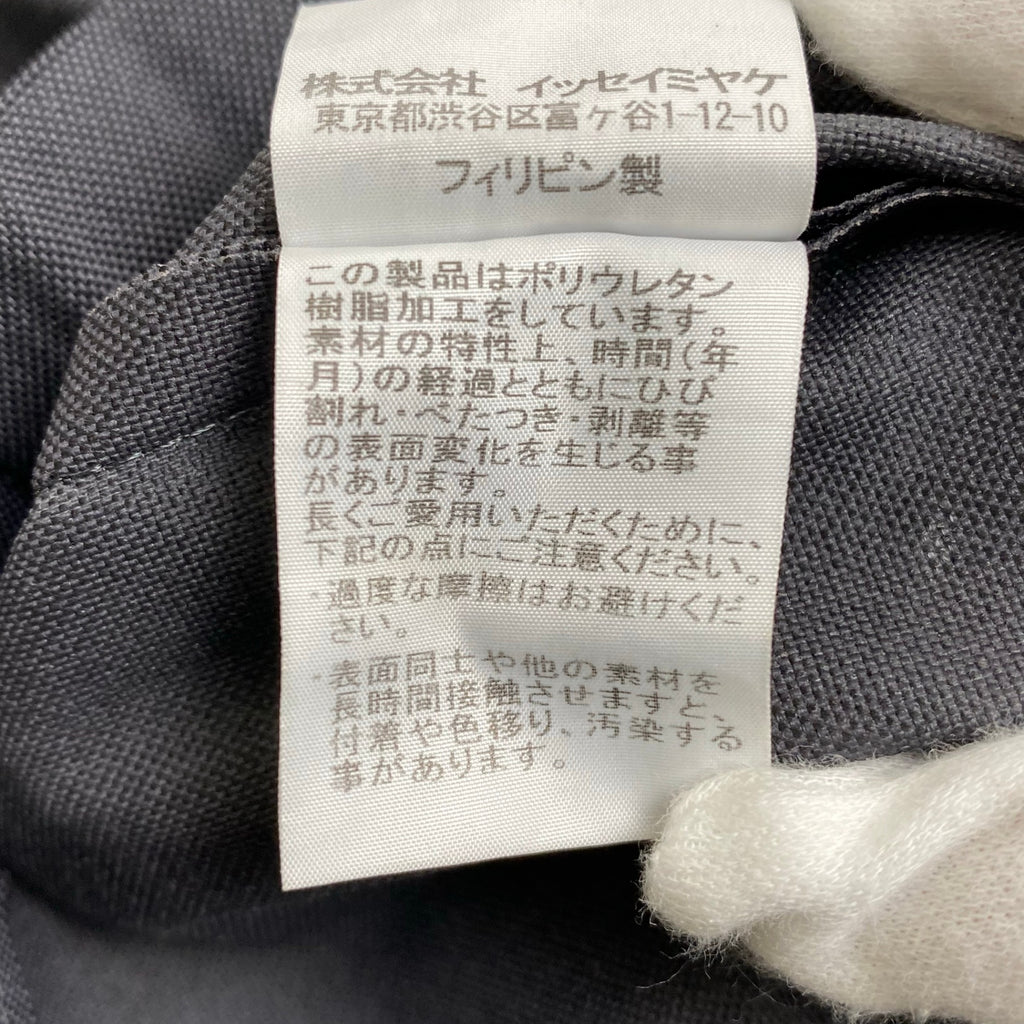 株式会社 イッセイミヤケ
東京都渋谷区富ヶ谷1-12-10
フィリピン製
この製品はポリウレタン
樹脂加工をしています。
素材の特性上、時間(年
月)の経過とともにひび
割れ・べたつき・剥離等
の表面変化を生じる事
があります。
長くご愛用いただくために、
下記の点にご注意ください。
・過度な摩擦はお避けくだ
さい。
・表面同士や他の素材を
長時間接触させますと、
付着や色移り、汚染する
事があります。